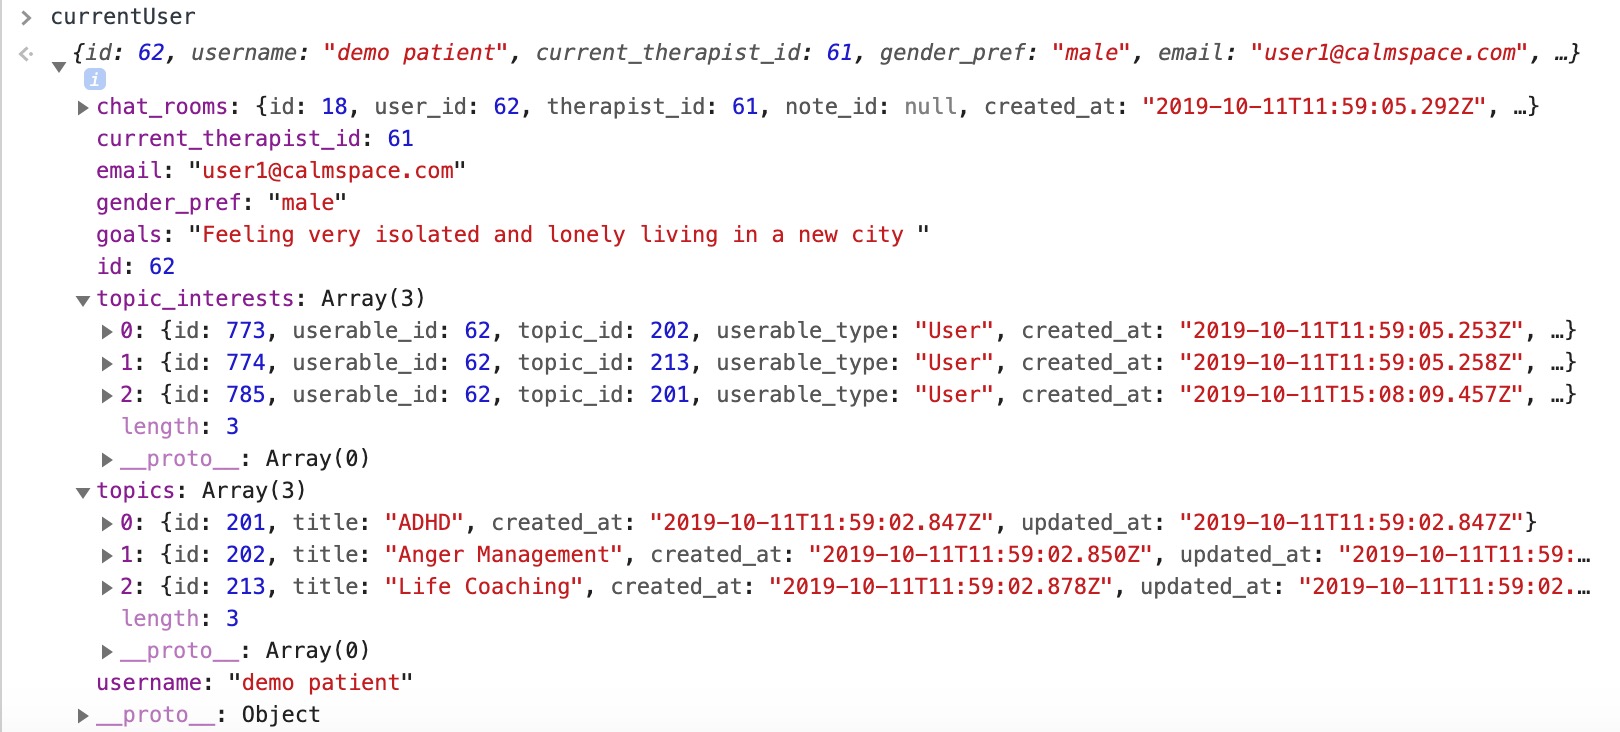 > currentUser
{id: 62, username: "demo patient", current_therapist_id: 61, gender_pref: "male", email: "user1@calmspace.com", …}
i
chat_rooms: {id: 18, user_id: 62, therapist_id: 61, note_id: null, created_at: "2019-10-11T11:59:05.292Z", …}
current_therapist_id: 61
email: "user1@calmspace.com"
gender_pref: "male"
goals: "Feeling very isolated and lonely living in a new city "
id: 62
topic_interests: Array(3)
0: {id: 773, userable_id: 62, topic_id: 202, userable_type: "User", created_at: "2019-10-11T11:59:05.253Z", …}
1: {id: 774, userable_id: 62, topic_id: 213, userable_type: "User", created_at: "2019-10-11T11:59:05.258Z", …}
2: {id: 785, userable_id: 62, topic_id: 201, userable_type: "User", created_at: "2019-10-11T15:08:09.457Z", …}
length: 3
__proto__: Array(0)
topics: Array(3)
0: {id: 201, title: "ADHD", created_at: "2019-10-11T11:59:02.847Z", updated_at: "2019-10-11T11:59:02.847Z"}
1: {id: 202, title: "Anger Management", created_at: "2019-10-11T11:59:02.850Z", updated_at: "2019-10-11T11:59:…
2: {id: 213, title: "Life Coaching", created_at: "2019-10-11T11:59:02.878Z", updated_at: "2019-10-11T11:59:02.…
length: 3
__proto__: Array(0)
username: "demo patient"
__proto__: Object